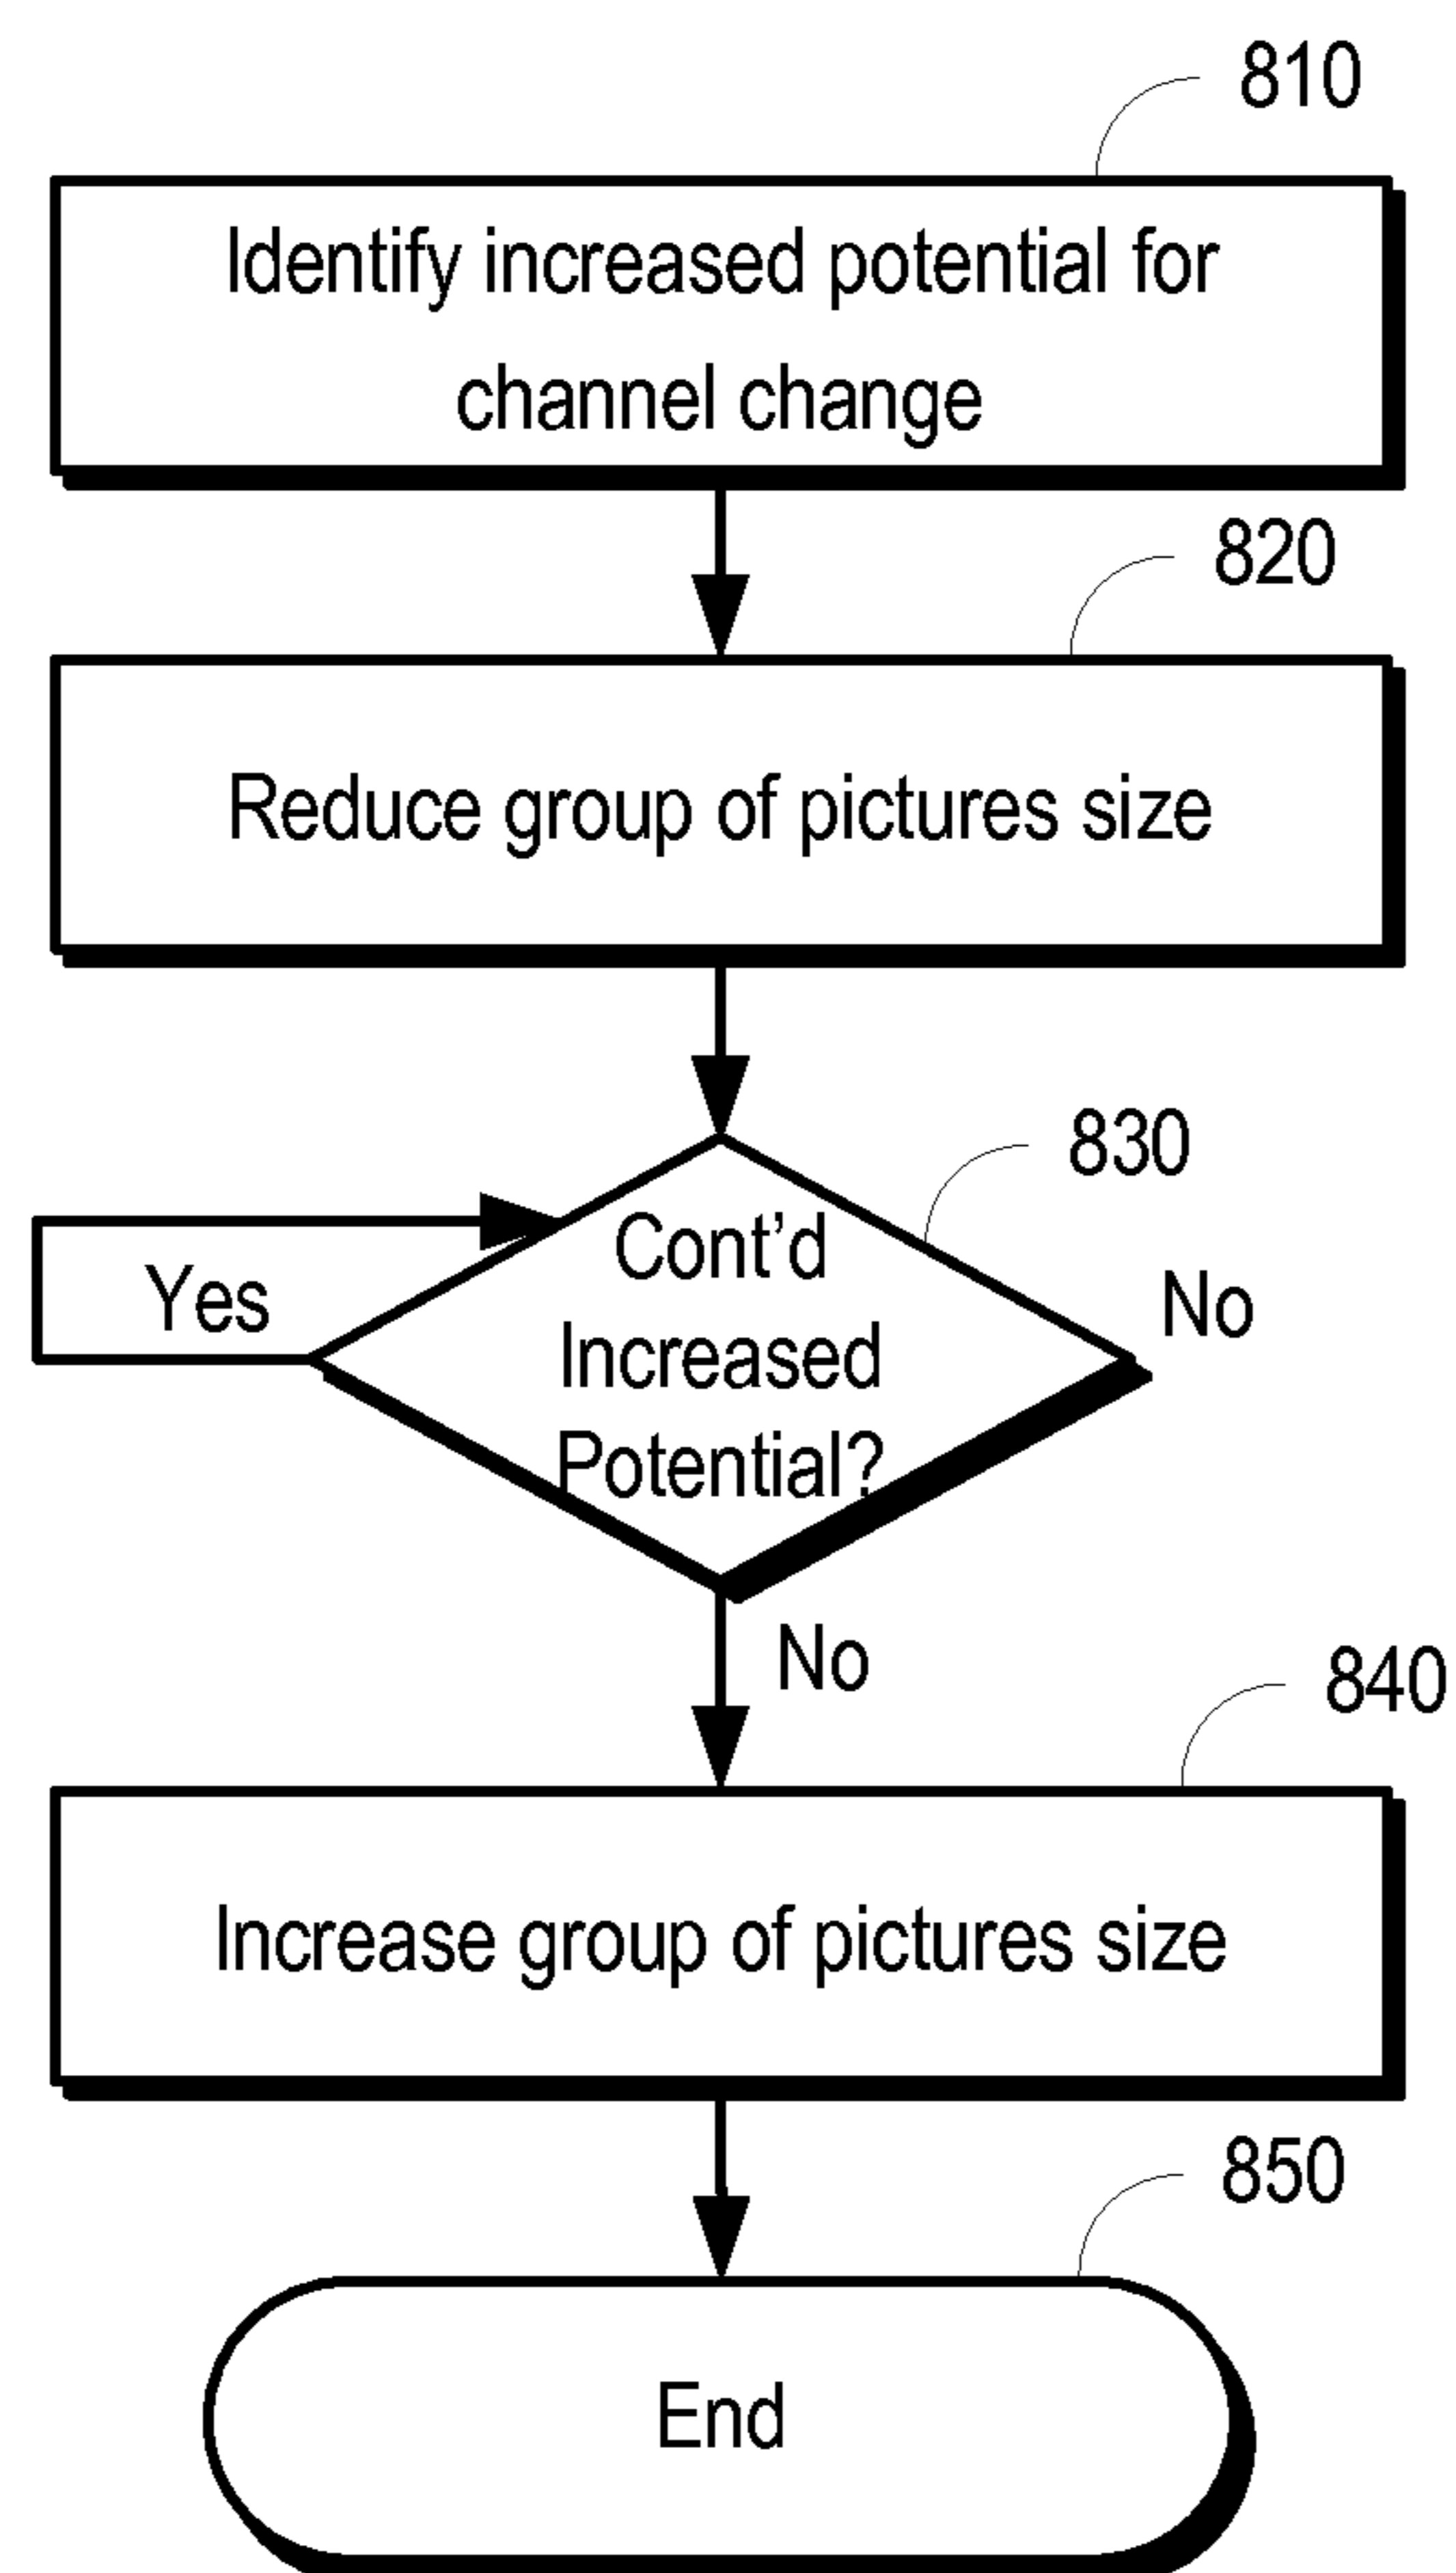 810
Identify increased potential for
channel change
820
Reduce group of pictures size
830
Cont'd
Increased
Potential?
Yes
No
No
840
Increase group of pictures size
850
End